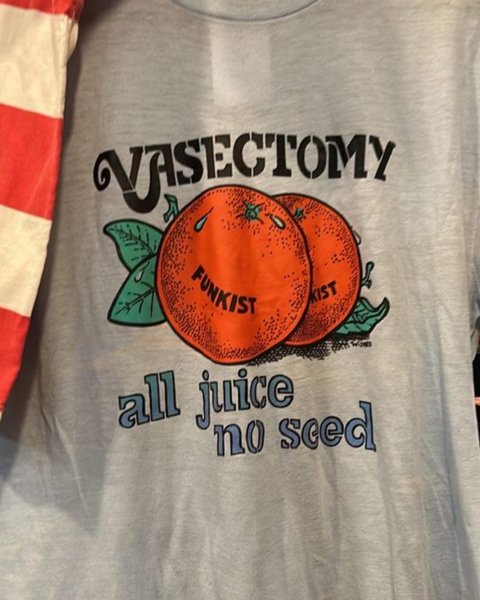 VASECTOMY
FUNKIST
KIST
all juice
no seed